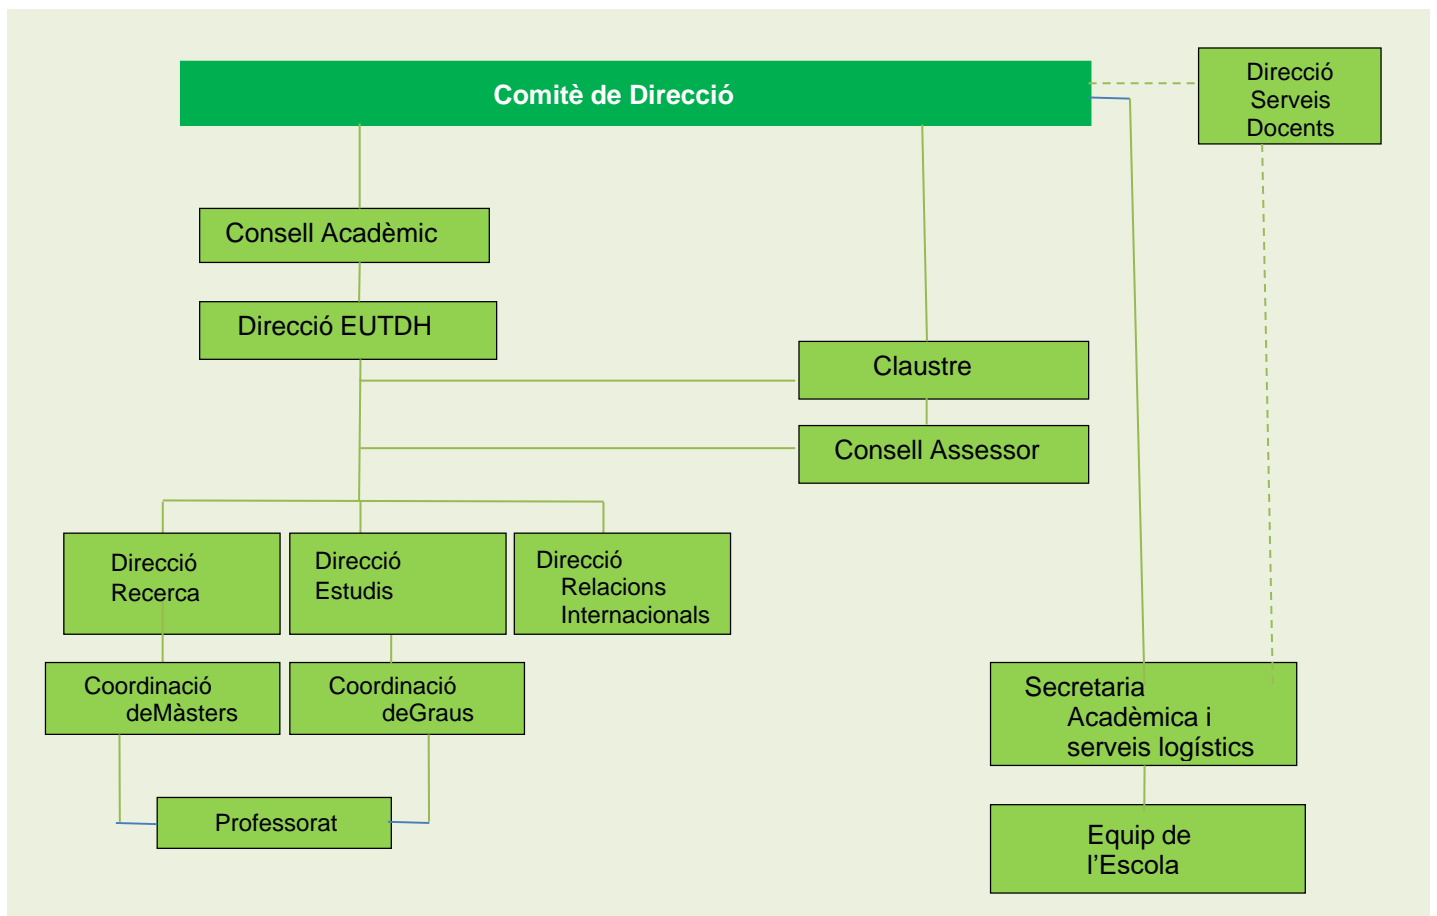 Comitè de Direcció
Direcció
Serveis
Docents
Consell Acadèmic
Direcció EUTDH
Claustre
Consell Assessor
Direcció
Recerca
Direcció
Estudis
Direcció
Relacions
Internacionals
Coordinació
deMàsters
Coordinació
deGraus
Secretaria
Acadèmica i
serveis logístics
Professorat
Equip de
l’Escola